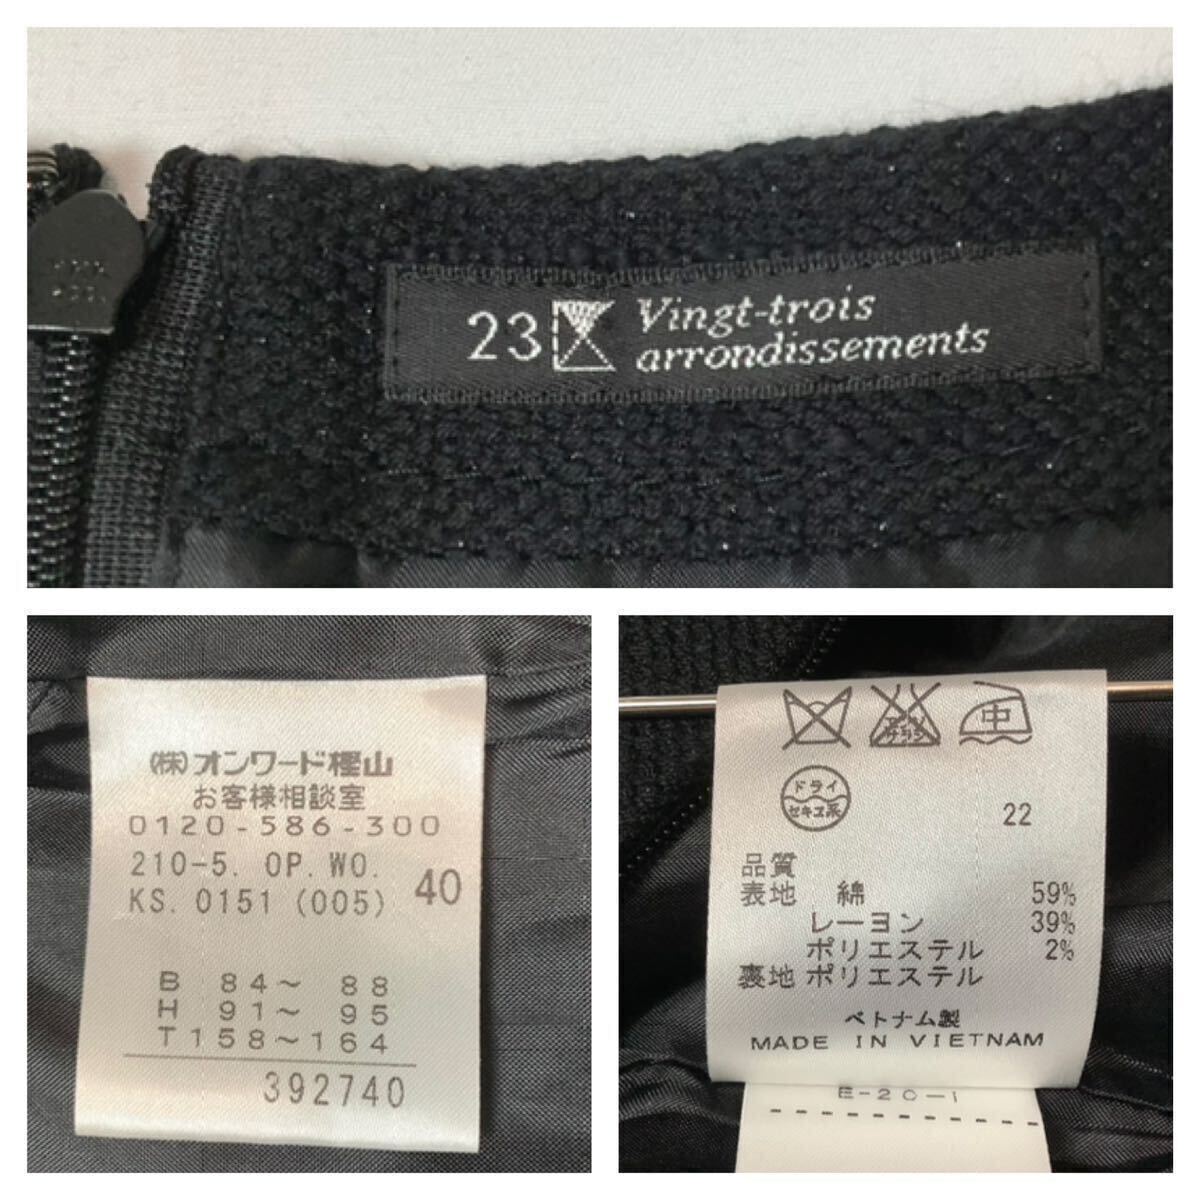 23 Vingt-trois
arrondissements
(株)オンワード樫山
お客様相談室
0120-586-300
210-5. OP. WO.
KS. 0151 (005) 40
B 84〜 88
H 91〜 95
T158〜164
392740
中
ドライ
セキユ系
22
品質
表地 綿 59%
レーヨン 39%
ポリエステル 2%
裏地 ポリエステル
ベトナム製
MADE IN VIETNAM
E-20-1